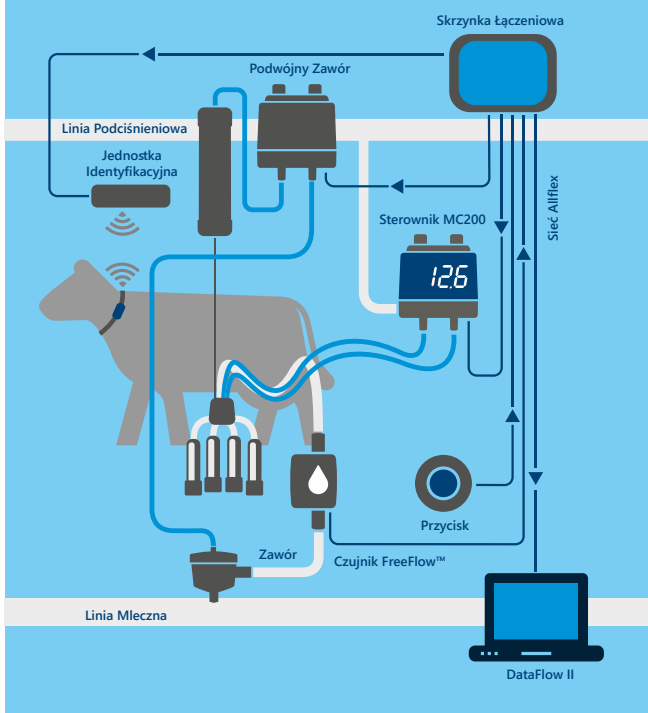 Skrzynka Łączeniowa
Podwójny Zawór
Linia Podciśnieniowa
Jednostka
Identyfikacyjna
Sieć Allflex
Sterownik MC200
12.6
Przycisk
Zawór
Czujnik FreeFlow™
Linia Mleczna
DataFlow II